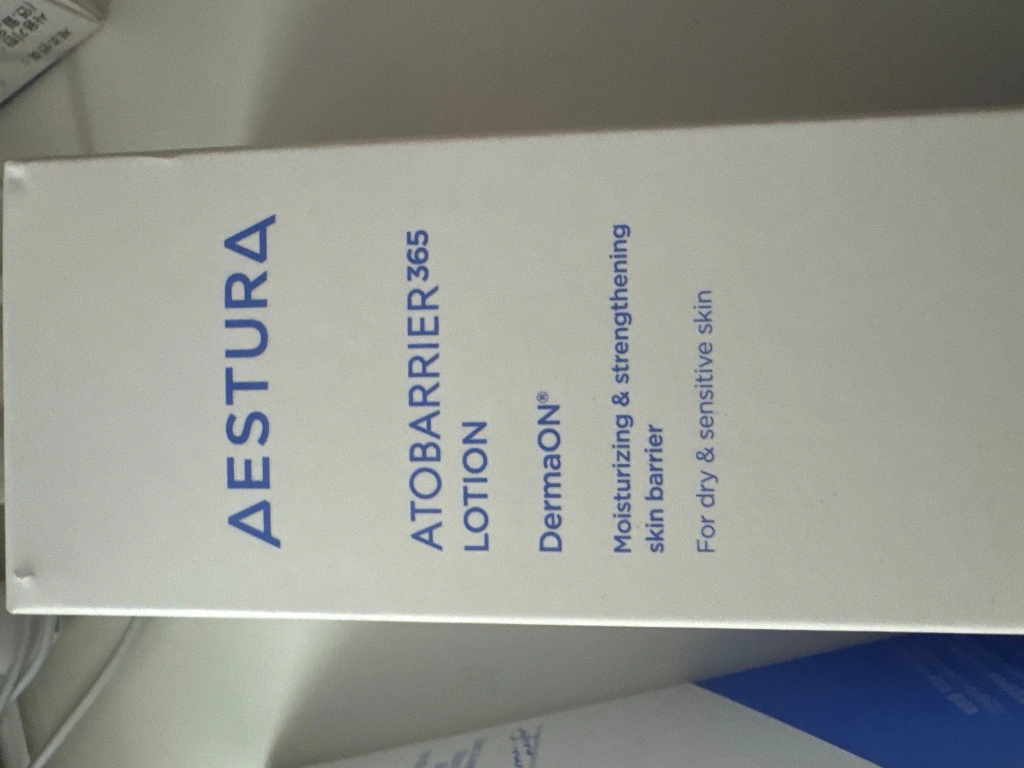 AESTURA
ATOBARRIER365
LOTION
DermaON®
Moisturizing & strengthening
skin barrier
For dry & sensitive skin